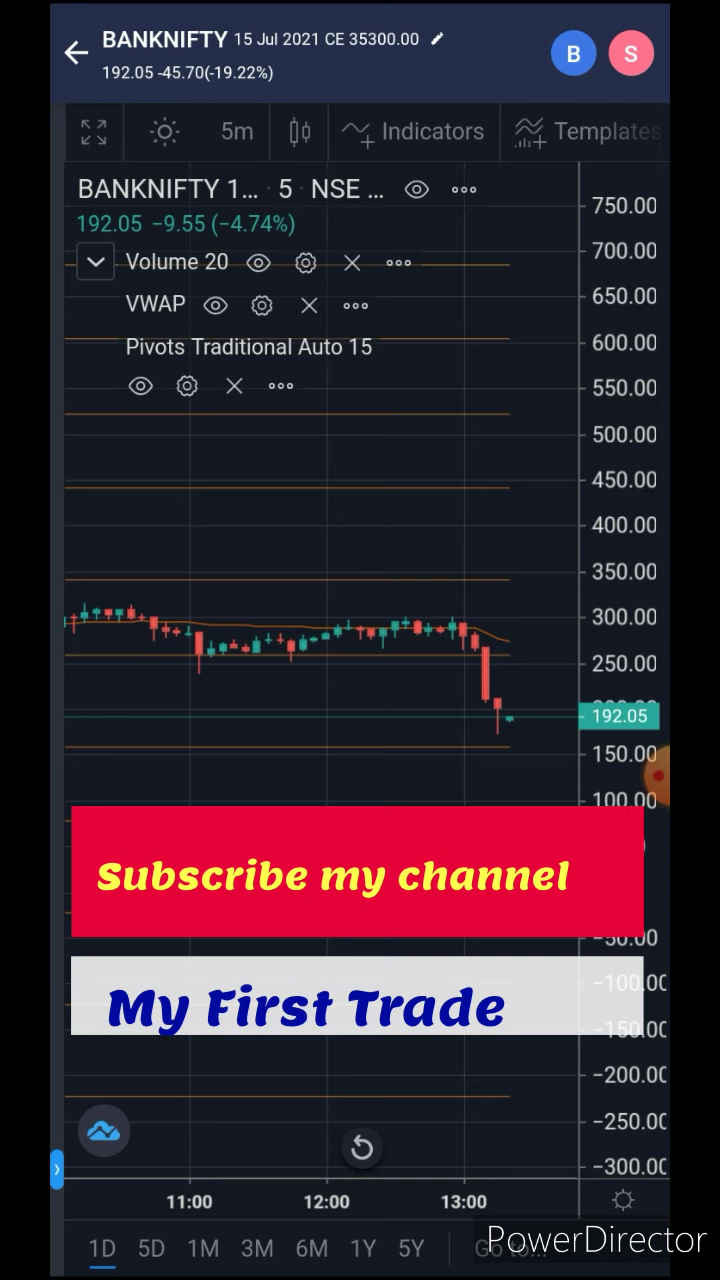 BANKNIFTY 15 Jul 2021 CE 35300.00
192.05 -45.70(-19.22%)
B
S
5m
Indicators
Templates
BANKNIFTY 1... · 5 · NSE ...
192.05 −9.55 (−4.74%)
Volume 20
VWAP
Pivots Traditional Auto 15
750.00
700.00
650.00
600.00
550.00
500.00
450.00
400.00
350.00
300.00
250.00
192.05
150.00
100.00
Subscribe my channel
−50.00
My First Trade
−100.00
−150.00
−200.00
−250.00
−300.00
11:00
12:00
13:00
1D 5D 1M 3M 6M 1Y 5Y
PowerDirector